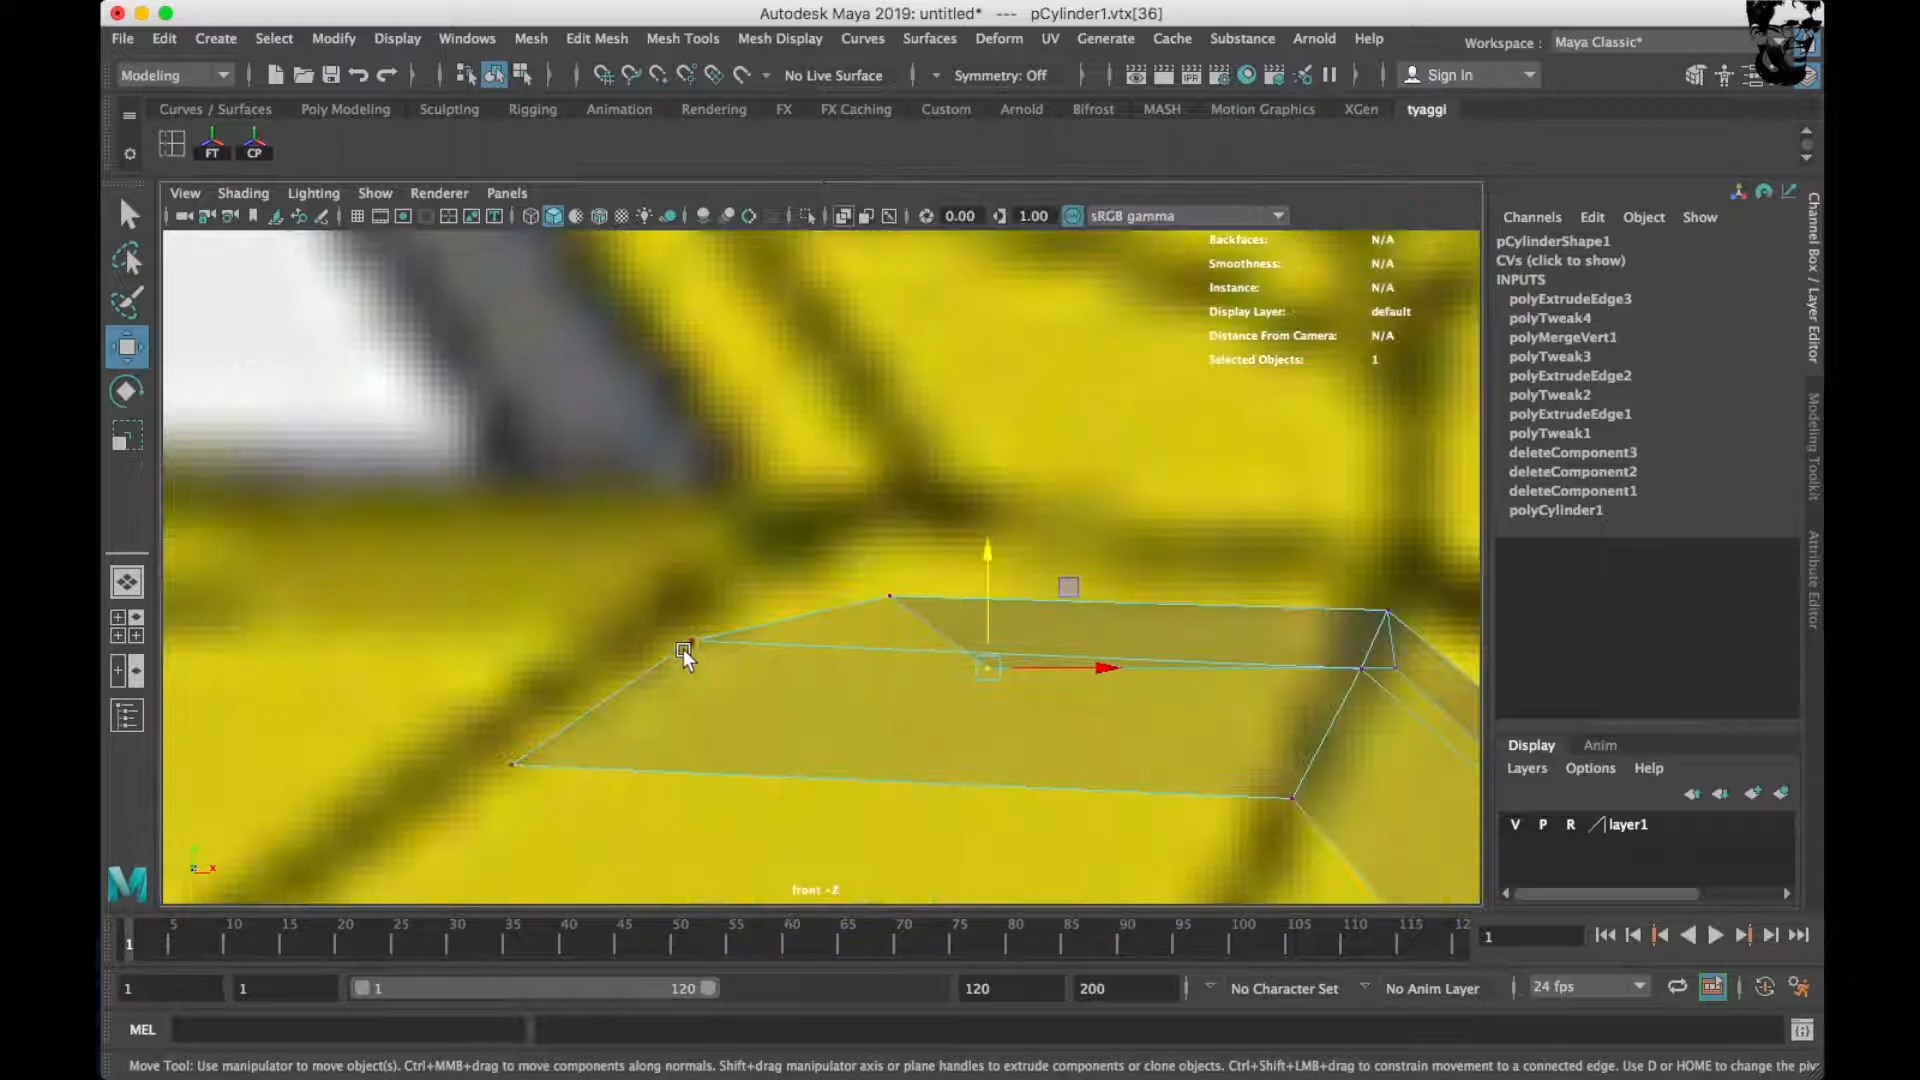 Autodesk Maya 2019: untitled* --- pCylinder1.vtx[36]
File Edit Create Select Modify Display Windows Mesh Edit Mesh Mesh Tools Mesh Display Curves Surfaces Deform UV Generate Cache Substance Arnold Help Workspace : Maya Classic*
Modeling No Live Surface Symmetry: Off Sign In
Curves / Surfaces Poly Modeling Sculpting Rigging Animation Rendering FX FX Caching Custom Arnold Bifrost MASH Motion Graphics XGen tyaggi
FT CP
View Shading Lighting Show Renderer Panels
0.00 1.00 sRGB gamma
Backfaces: N/A
Smoothness: N/A
Instance: N/A
Display Layer: default
Distance From Camera: N/A
Selected Objects: 1
front -Z
Channels Edit Object Show
pCylinderShape1
CVs (click to show)
INPUTS
polyExtrudeEdge3
polyTweak4
polyMergeVert1
polyTweak3
polyExtrudeEdge2
polyTweak2
polyExtrudeEdge1
polyTweak1
deleteComponent3
deleteComponent2
deleteComponent1
polyCylinder1
Channel Box / Layer Editor
Modeling Toolkit
Attribute Editor
Display Anim
Layers Options Help
V P R layer1
5 10 15 20 25 30 35 40 45 50 55 60 65 70 75 80 85 90 95 100 105 110 115 12
1 1
1 1 1 120 120 200 No Character Set No Anim Layer 24 fps
MEL
Move Tool: Use manipulator to move object(s). Ctrl+MMB+drag to move components along normals. Shift+drag manipulator axis or plane handles to extrude components or clone objects. Ctrl+Shift+LMB+drag to constrain movement to a connected edge. Use D or HOME to change the piv